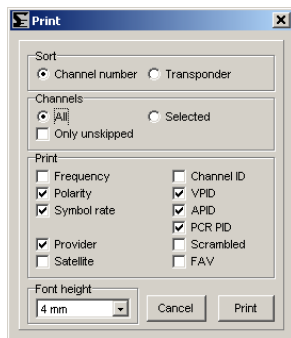 Print
Sort
Channel number Transponder
Channels
All Selected
Only unskipped
Print
Frequency Channel ID
Polarity VPID
Symbol rate APID
PCR PID
Provider Scrambled
Satellite FAV
Font height
4 mm Cancel Print